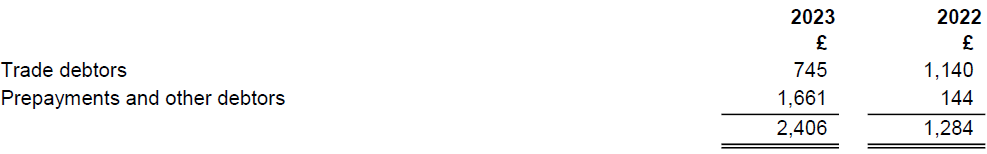 2023 2022
£ £
Trade debtors 745 1,140
Prepayments and other debtors 1,661 144
2,406 1,284